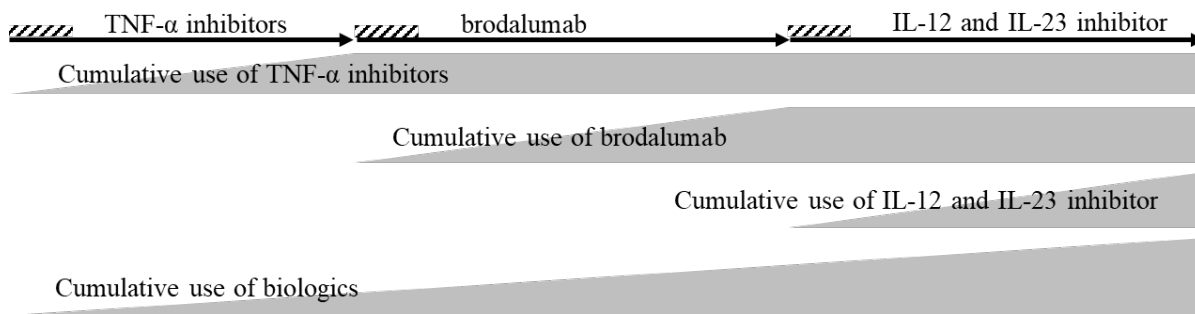 TNF-α inhibitors brodalumab IL-12 and IL-23 inhibitor
Cumulative use of TNF-α inhibitors
Cumulative use of brodalumab
Cumulative use of IL-12 and IL-23 inhibitor
Cumulative use of biologics